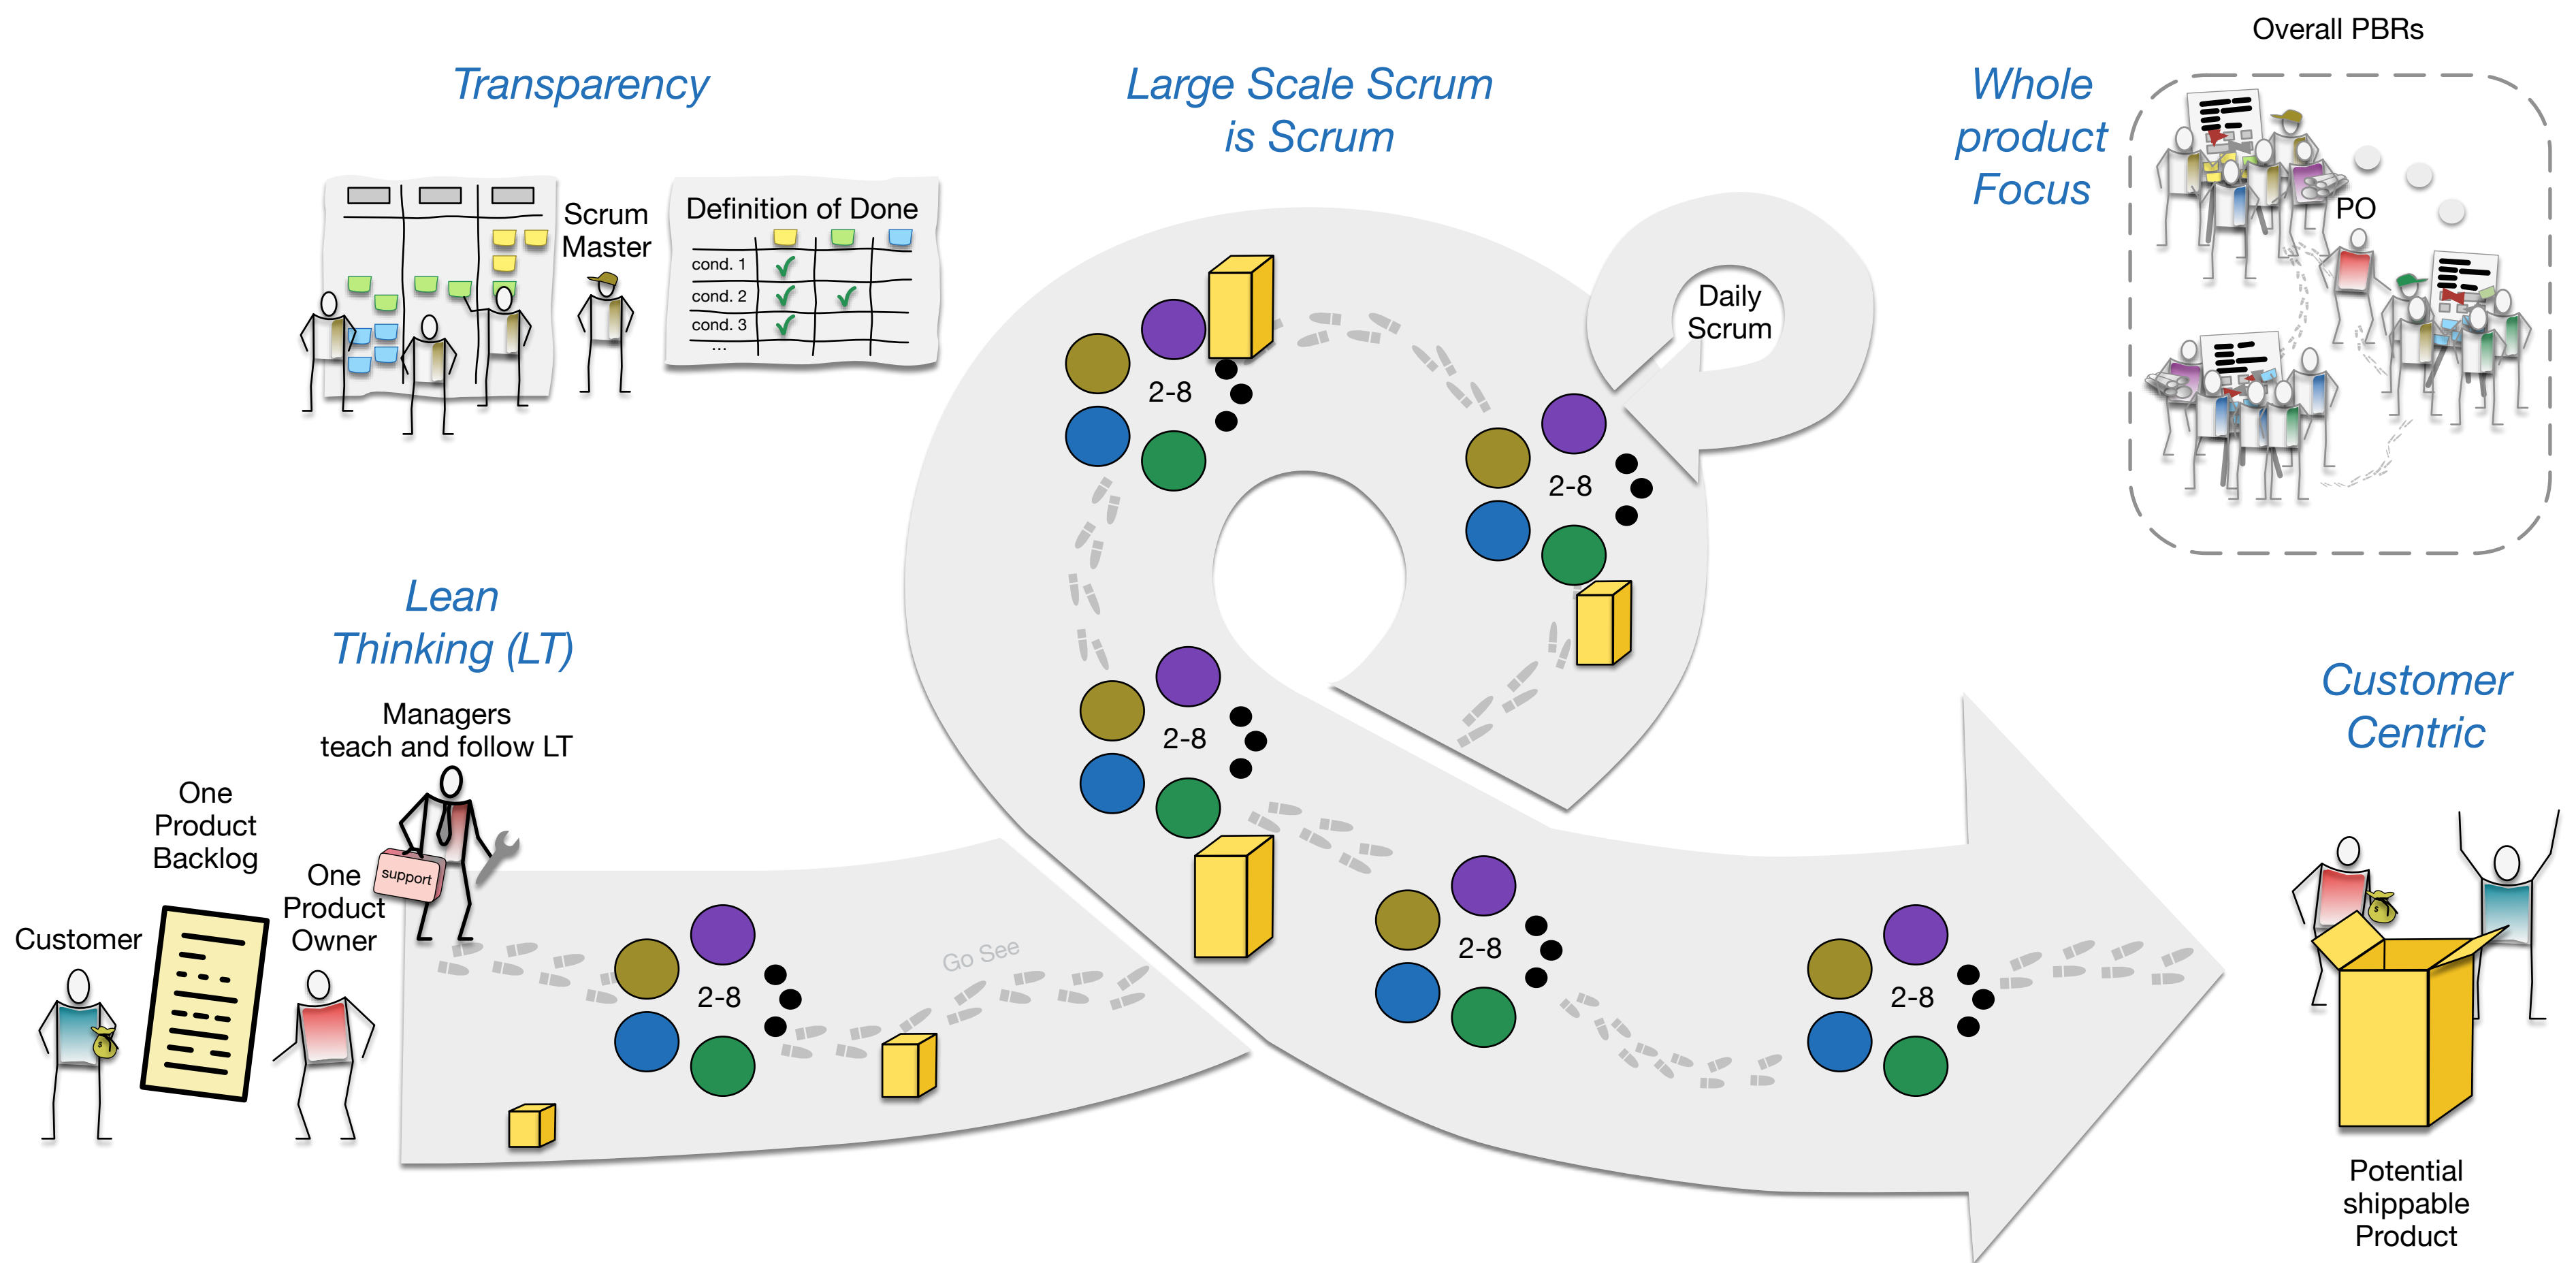 Overall PBRs
Transparency
Large Scale Scrum
is Scrum
Whole
product
Focus
Scrum
Master
Definition of Done
cond. 1
cond. 2
cond. 3
...
PO
Daily
Scrum
2-8
2-8
Lean
Thinking (LT)
Managers
teach and follow LT
One
Product
Backlog
One
Product
Owner
support
Customer
2-8
Customer
Centric
Go See
2-8
2-8
2-8
$
$
Potential
shippable
Product